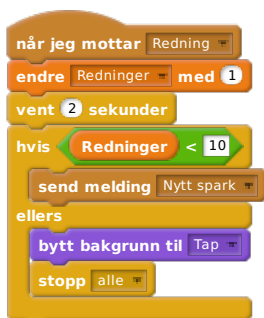 når jeg mottar Redning
endre Redninger med 1
vent 2 sekunder
hvis Redninger < 10
send melding Nytt spark
ellers
bytt bakgrunn til Tap
stopp alle